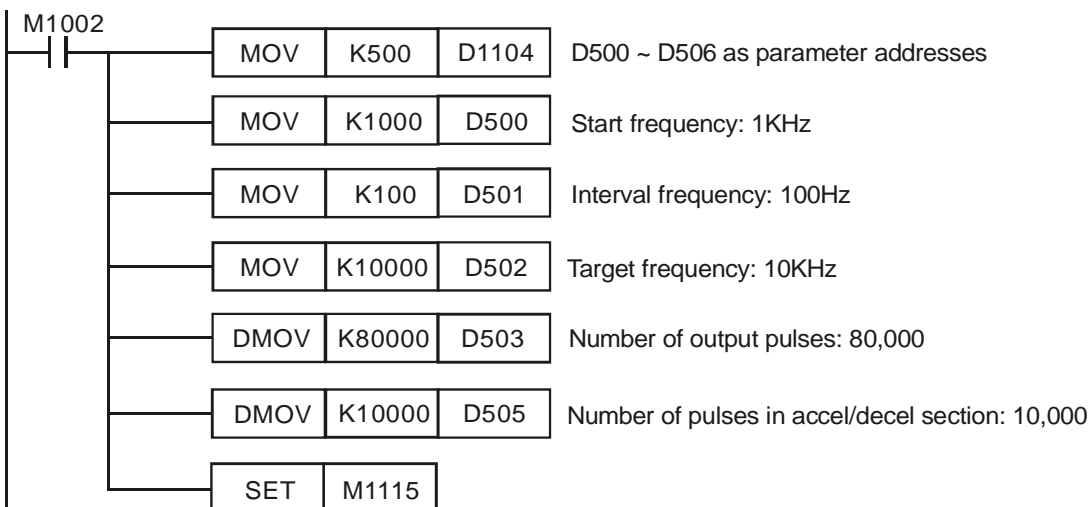 M1002
MOV K500 D1104 D500 ~ D506 as parameter addresses
MOV K1000 D500 Start frequency: 1KHz
MOV K100 D501 Interval frequency: 100Hz
MOV K10000 D502 Target frequency: 10KHz
DMOV K80000 D503 Number of output pulses: 80,000
DMOV K10000 D505 Number of pulses in accel/decel section: 10,000
SET M1115